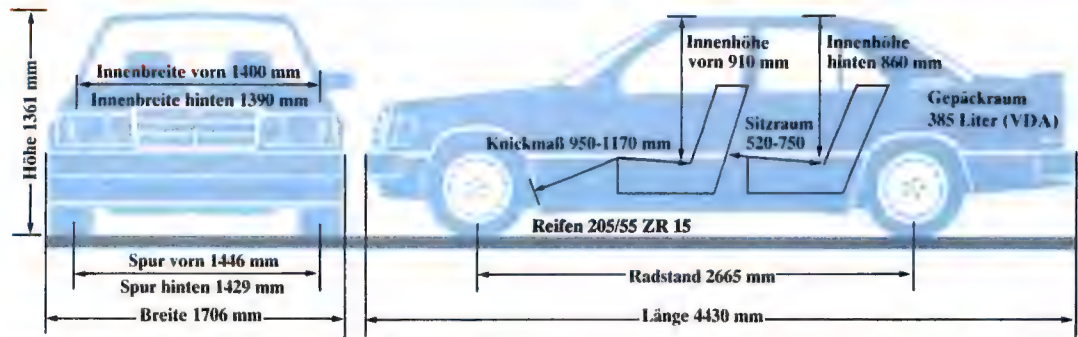 Höhe 1361 mm
Innenbreite vorn 1400 mm
Innenbreite hinten 1390 mm
Spur vorn 1446 mm
Spur hinten 1429 mm
Breite 1706 mm
Innenhöhe
vorn 910 mm
Innenhöhe
hinten 860 mm
Gepäckraum
385 Liter (VDA)
Knickmaß 950-1170 mm
Sitzraum
520-750
Reifen 205/55 ZR 15
Radstand 2665 mm
Länge 4430 mm